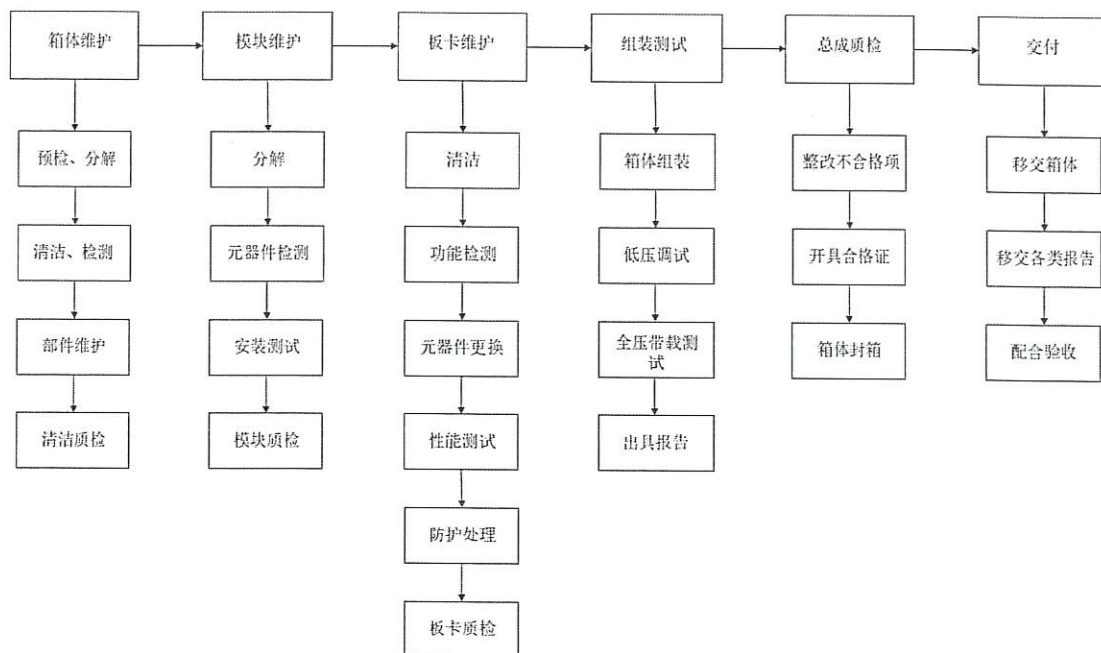 箱体维护
模块维护
板卡维护
组装测试
总成质检
交付
预检、分解
分解
清洁
箱体组装
整改不合格项
移交箱体
清洁、检测
元器件检测
功能检测
低压调试
开具合格证
移交各类报告
部件维护
安装测试
元器件更换
全压带载测
试
箱体封箱
配合验收
清洁质检
模块质检
性能测试
出具报告
防护处理
板卡质检